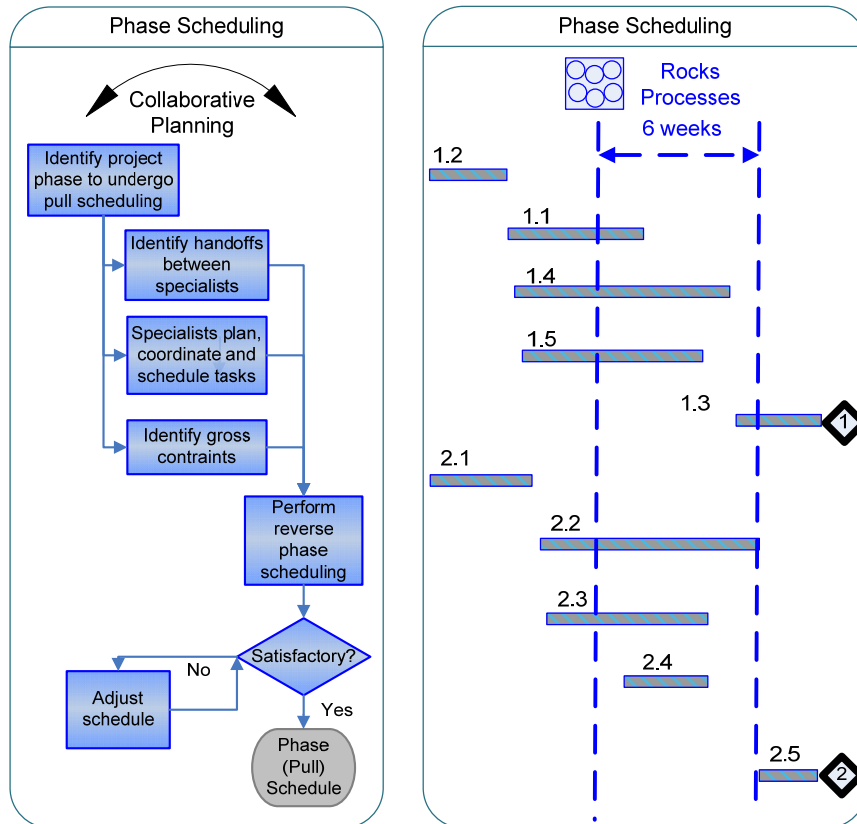 Phase Scheduling
Collaborative
Planning
Identify project
phase to undergo
pull scheduling
Identify handoffs
between
specialists
Specialists plan,
coordinate and
schedule tasks
Identify gross
contraints
Perform
reverse
phase
scheduling
Satisfactory?
No
Adjust
schedule
Yes
Phase
(Pull)
Schedule
Phase Scheduling
Rocks
Processes
6 weeks
1.2
1.1
1.4
1.5
1.3
1
2.1
2.2
2.3
2.4
2.5
2